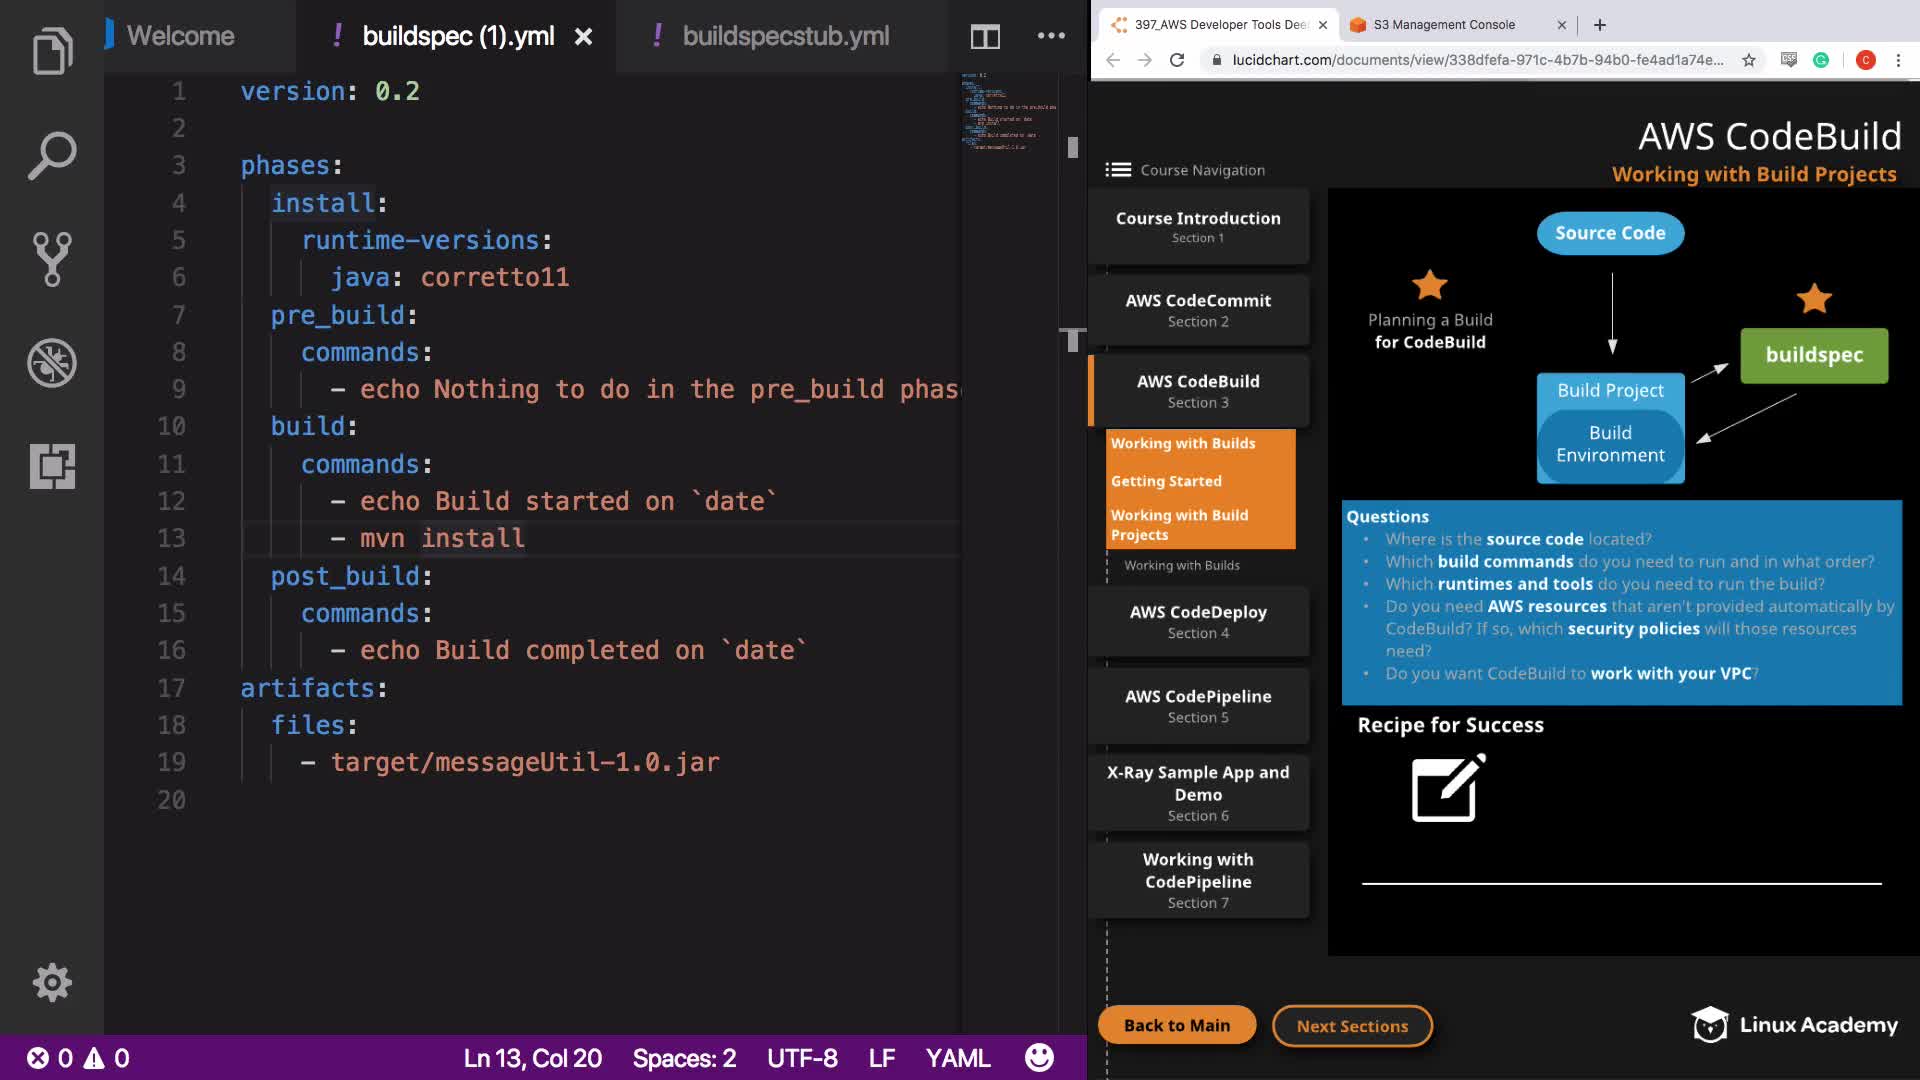 Welcome
! buildspec (1).yml ×
! buildspecstub.yml
1 version: 0.2
2
3 phases:
4 install:
5 runtime-versions:
6 java: corretto11
7 pre_build:
8 commands:
9 - echo Nothing to do in the pre_build phas
10 build:
11 commands:
12 - echo Build started on `date`
13 - mvn install
14 post_build:
15 commands:
16 - echo Build completed on `date`
17 artifacts:
18 files:
19 - target/messageUtil-1.0.jar
20
0 0
Ln 13, Col 20 Spaces: 2 UTF-8 LF YAML
397_AWS Developer Tools Dee
S3 Management Console
lucidchart.com/documents/view/338dfefa-971c-4b7b-94b0-fe4ad1a74e...
C
AWS CodeBuild
Working with Build Projects
Course Navigation
Course Introduction
Section 1
AWS CodeCommit
Section 2
AWS CodeBuild
Section 3
Working with Builds
Getting Started
Working with Build
Projects
Working with Builds
AWS CodeDeploy
Section 4
AWS CodePipeline
Section 5
X-Ray Sample App and
Demo
Section 6
Working with
CodePipeline
Section 7
Back to Main
Next Sections
Source Code
Planning a Build
for CodeBuild
buildspec
Build Project
Build
Environment
Questions
• Where is the source code located?
• Which build commands do you need to run and in what order?
• Which runtimes and tools do you need to run the build?
• Do you need AWS resources that aren't provided automatically by
CodeBuild? If so, which security policies will those resources
need?
• Do you want CodeBuild to work with your VPC?
Recipe for Success
Linux Academy